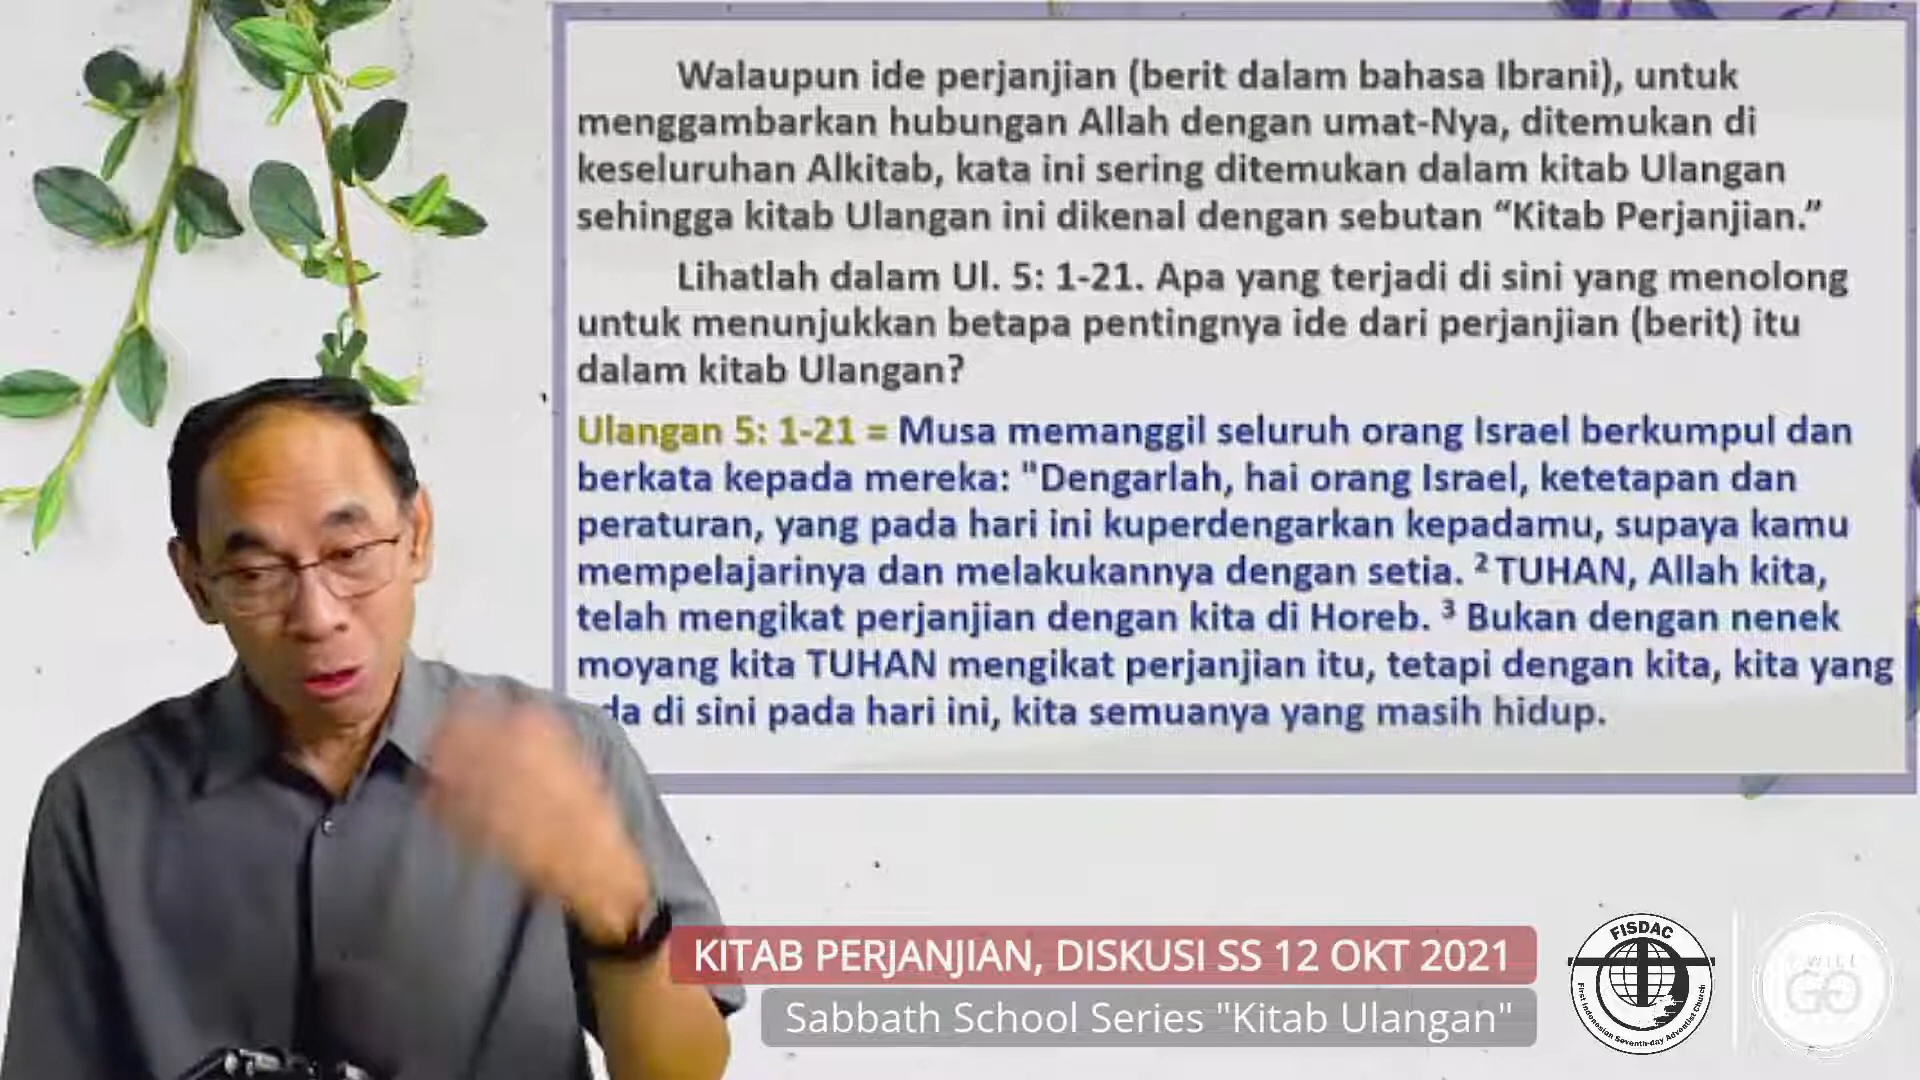 Walaupun ide perjanjian (berit dalam bahasa Ibrani), untuk
menggambarkan hubungan Allah dengan umat-Nya, ditemukan di
keseluruhan Alkitab, kata ini sering ditemukan dalam kitab Ulangan
sehingga kitab Ulangan ini dikenal dengan sebutan “Kitab Perjanjian.”
Lihatlah dalam Ul. 5: 1-21. Apa yang terjadi di sini yang menolong
untuk menunjukkan betapa pentingnya ide dari perjanjian (berit) itu
dalam kitab Ulangan?
Ulangan 5: 1-21 = Musa memanggil seluruh orang Israel berkumpul dan
berkata kepada mereka: "Dengarlah, hai orang Israel, ketetapan dan
peraturan, yang pada hari ini kuperdengarkan kepadamu, supaya kamu
mempelajarinya dan melakukannya dengan setia. ² TUHAN, Allah kita,
telah mengikat perjanjian dengan kita di Horeb. ³ Bukan dengan nenek
moyang kita TUHAN mengikat perjanjian itu, tetapi dengan kita, kita yang
di sini pada hari ini, kita semuanya yang masih hidup.
KITAB PERJANJIAN, DISKUSI SS 12 OKT 2021
Sabbath School Series "Kitab Ulangan"
FISDAC
First Indonesian Seventh-day Adventist Church
I WILL
GO